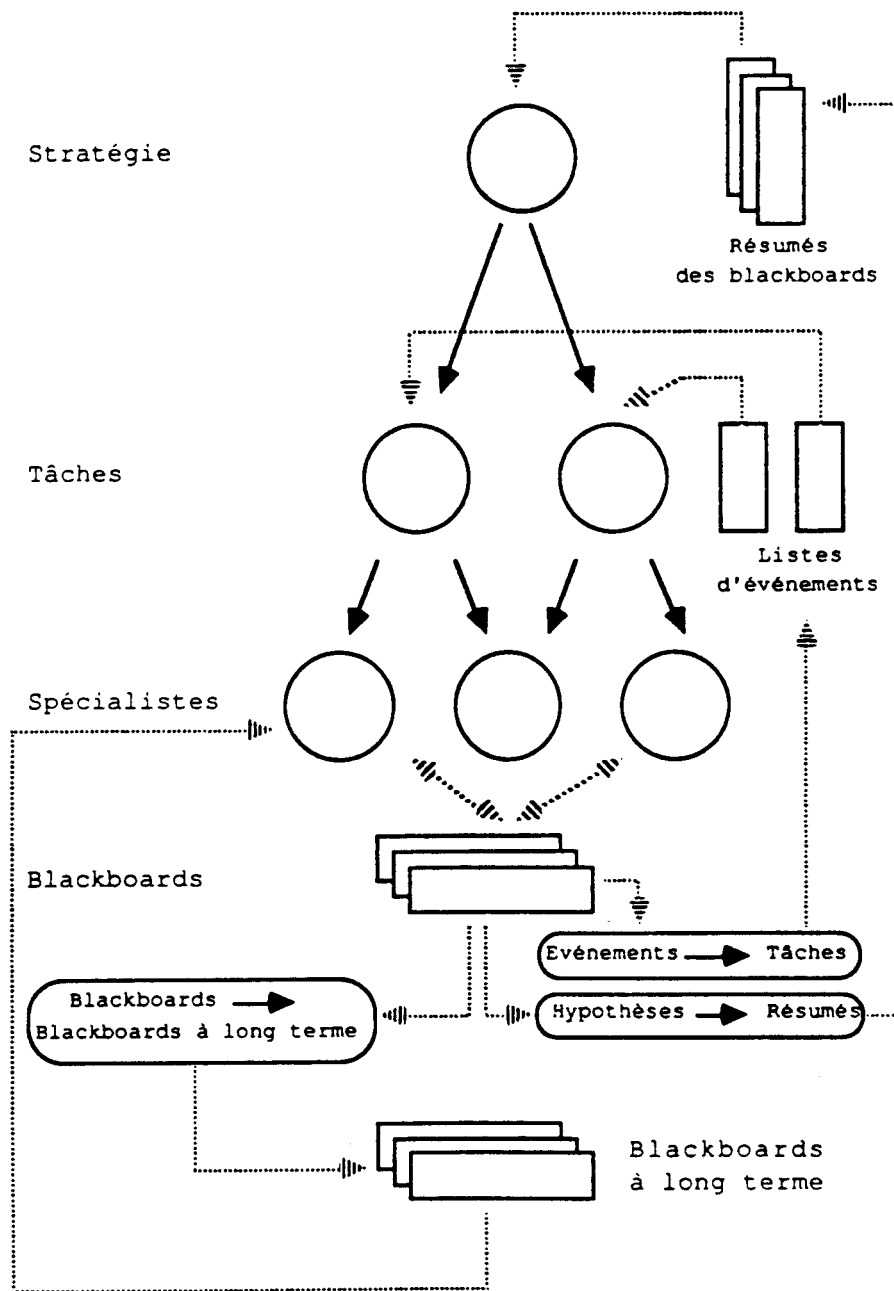 Stratégie
Résumés
des blackboards
Tâches
Listes
d'événements
Spécialistes
Blackboards
Evénements Tâches
Blackboards
Blackboards à long terme
Hypothèses Résumés
Blackboards
à long terme